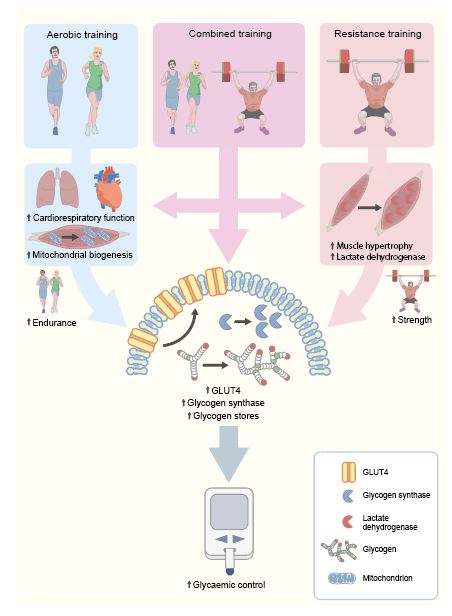 Aerobic training
Combined training
Resistance training
↑ Cardiorespiratory function
↑ Mitochondrial biogenesis
↑ Muscle hypertrophy
↑ Lactate dehydrogenase
↑ Endurance
↑ Strength
↑ GLUT4
↑ Glycogen synthase
↑ Glycogen stores
↑ Glycaemic control
GLUT4
Glycogen synthase
Lactate
dehydrogenase
Glycogen
Mitochondrion